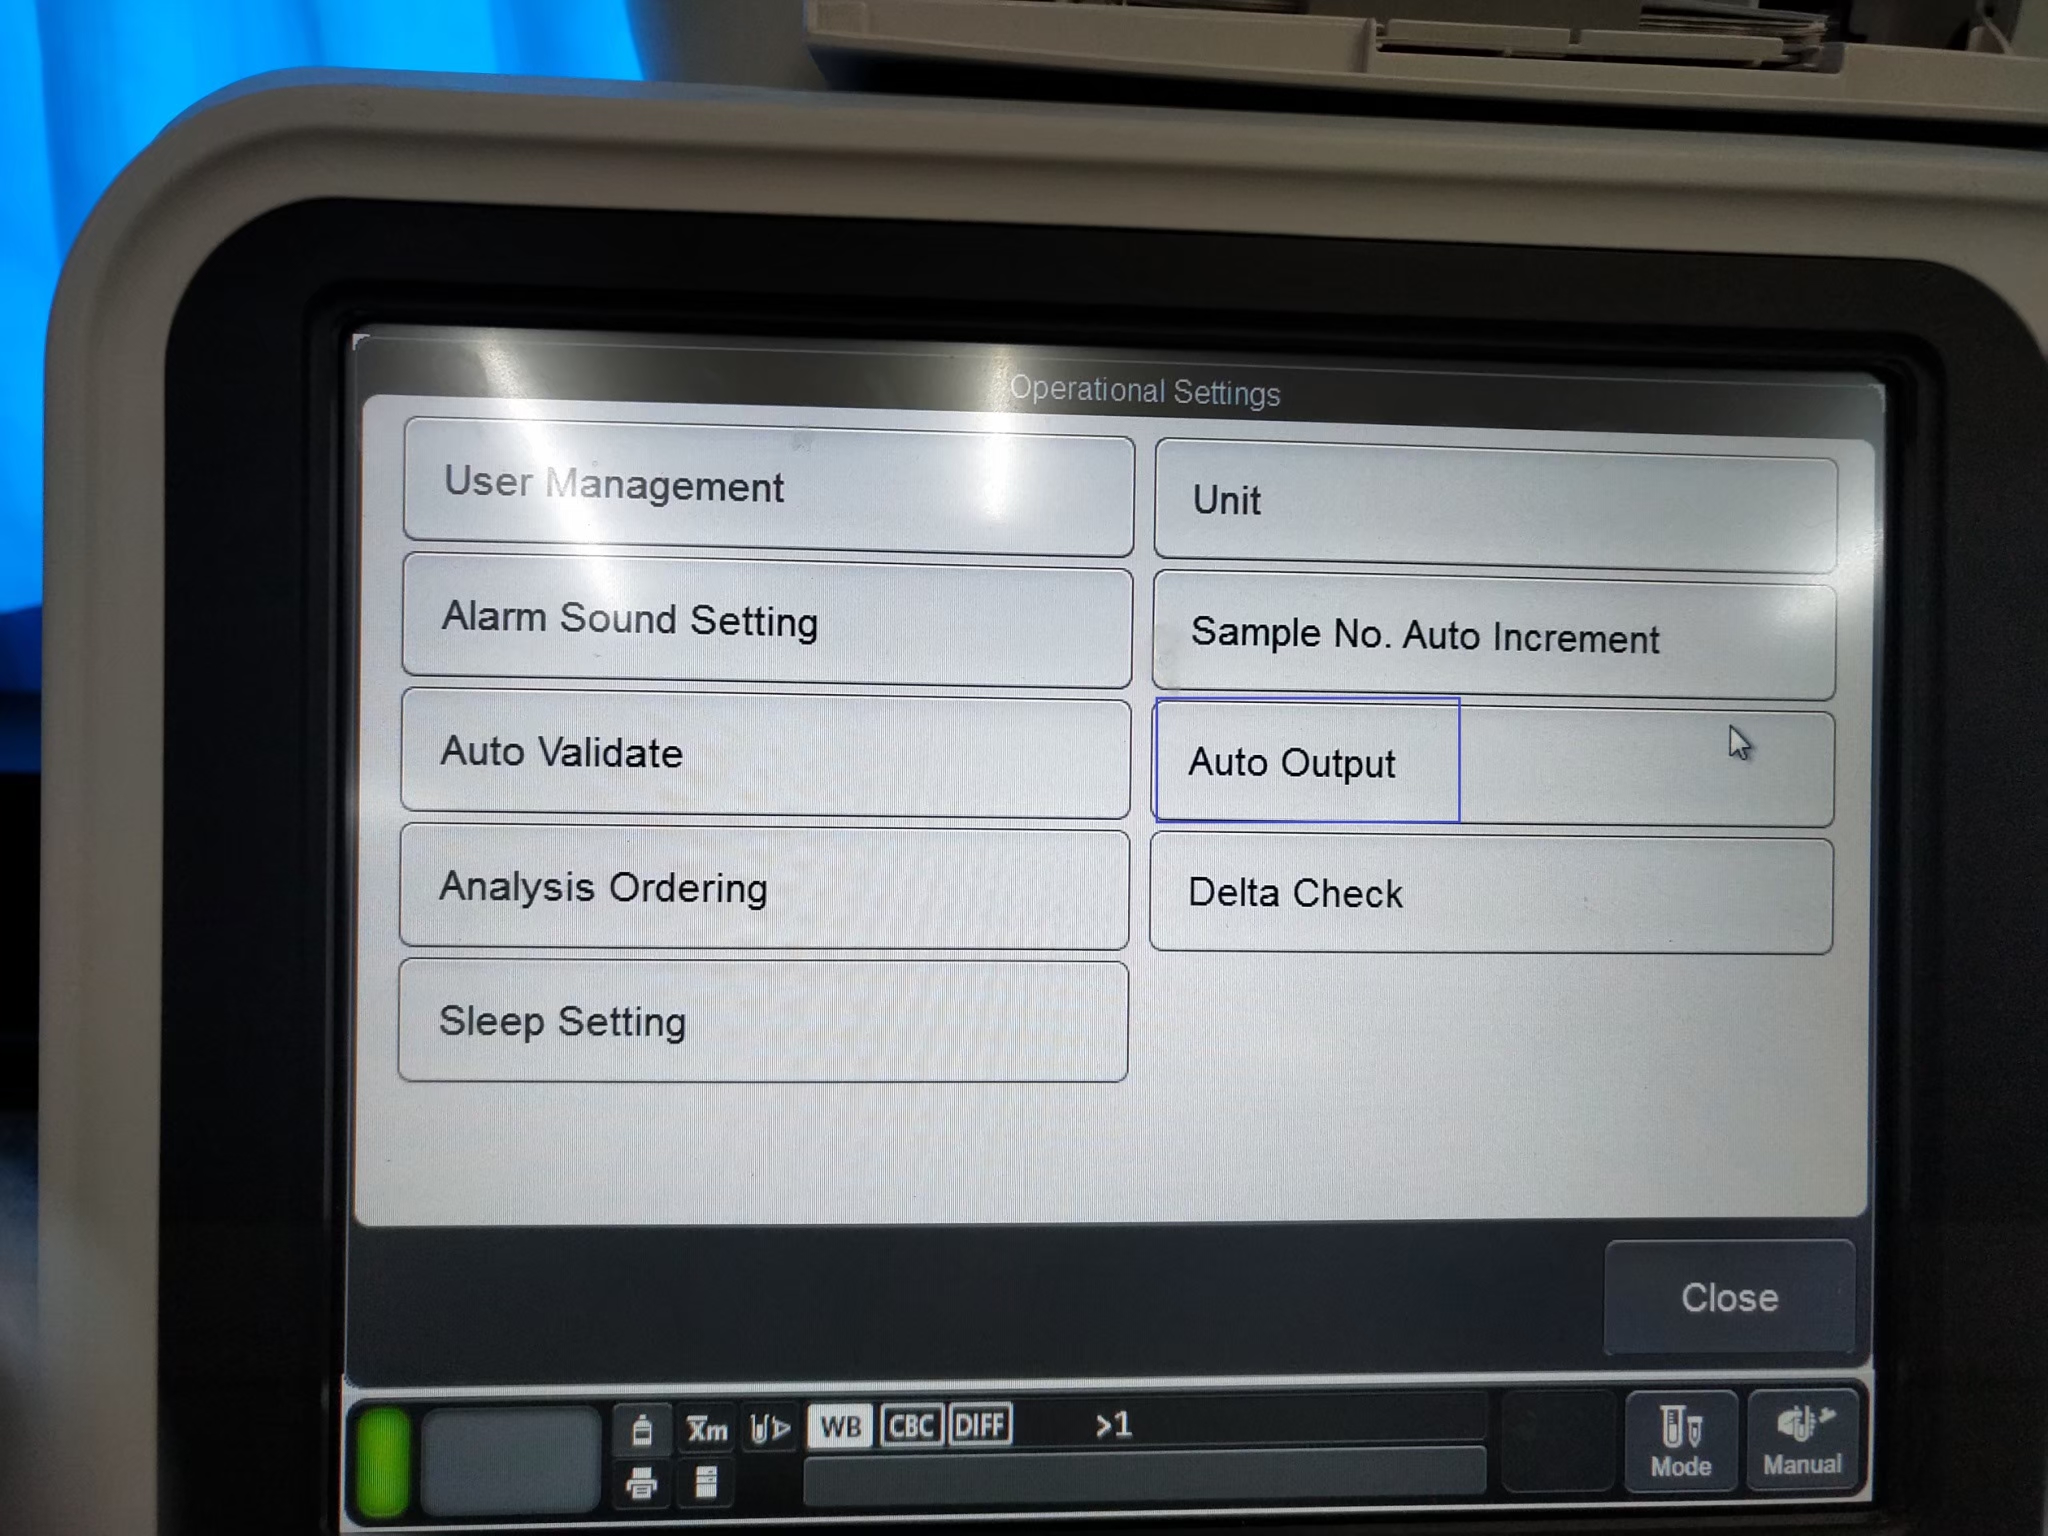 Operational Settings
User Management
Unit
Alarm Sound Setting
Sample No. Auto Increment
Auto Validate
Auto Output
Analysis Ordering
Delta Check
Sleep Setting
Close
Xm WB CBC DIFF >1
Mode
Manual